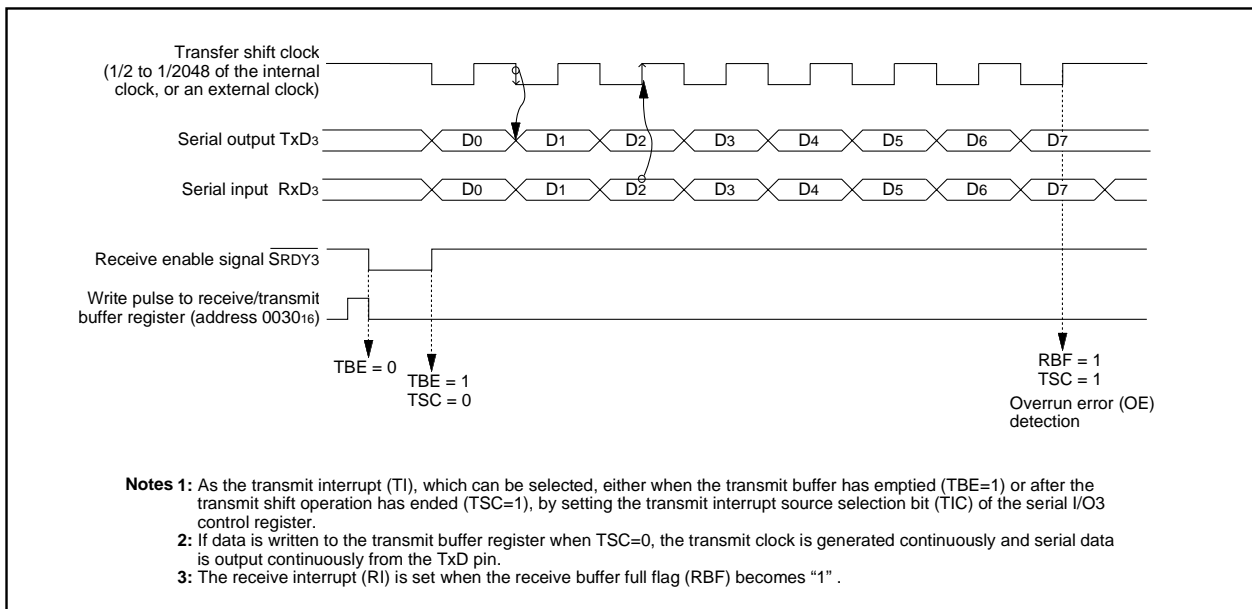 Transfer shift clock
(1/2 to 1/2048 of the internal
clock, or an external clock)
Serial output TxD3
D0 D1 D2 D3 D4 D5 D6 D7
Serial input RxD3
D0 D1 D2 D3 D4 D5 D6 D7
Receive enable signal SRDY3
Write pulse to receive/transmit
buffer register (address 003016)
TBE = 0
TBE = 1
TSC = 0
RBF = 1
TSC = 1
Overrun error (OE)
detection
Notes 1: As the transmit interrupt (TI), which can be selected, either when the transmit buffer has emptied (TBE=1) or after the
transmit shift operation has ended (TSC=1), by setting the transmit interrupt source selection bit (TIC) of the serial I/O3
control register.
2: If data is written to the transmit buffer register when TSC=0, the transmit clock is generated continuously and serial data
is output continuously from the TxD pin.
3: The receive interrupt (RI) is set when the receive buffer full flag (RBF) becomes “1” .